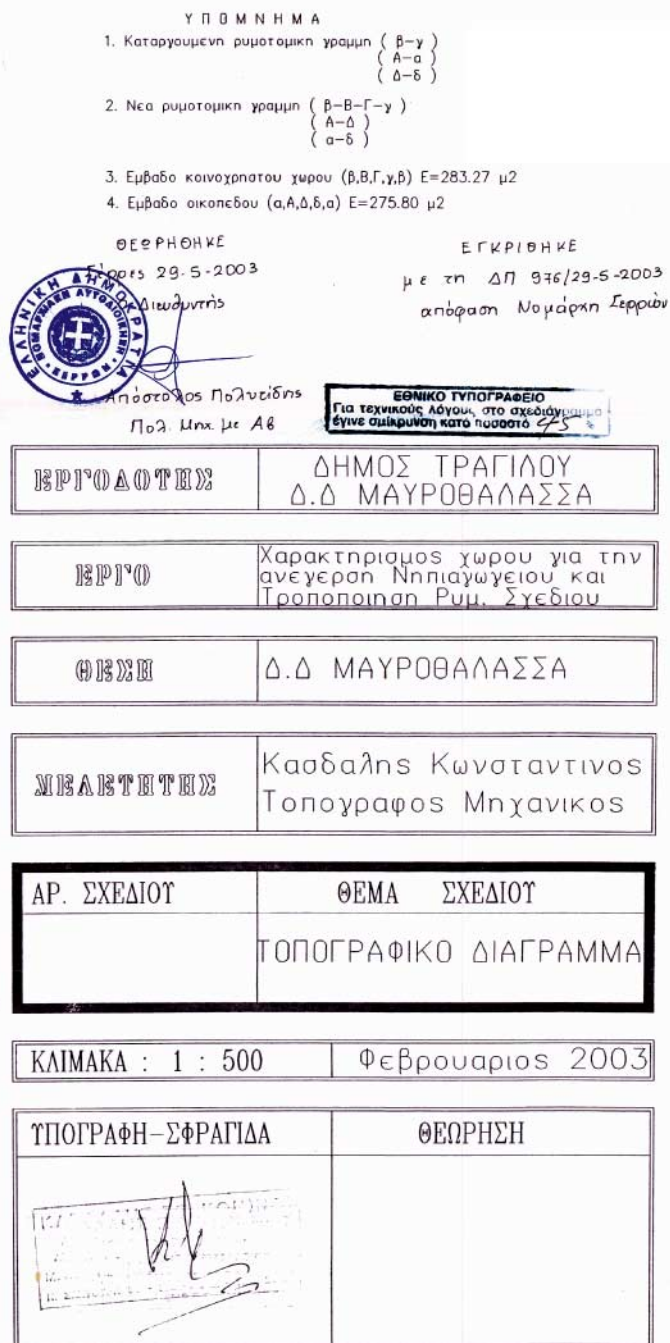 ΥΠΟΜΝΗΜΑ
1. Καταργουμενη ρυμοτομικη γραμμη ( β-γ )
( Α-α )
( Δ-δ )
2. Νεα ρυμοτομικη γραμμη ( β-Β-Γ-γ )
( Α-Δ )
( α-δ )
3. Εμβαδο κοινοχρηστου χωρου (β,Β,Γ,γ,β) Ε=283.27 μ2
4. Εμβαδο οικοπεδου (α,Α,Δ,δ,α) Ε=275.80 μ2
ΘΕΩΡΗΘΗΚΕ
Σέρρες 29-5-2003
Ο Διευθυντής
ΕΛΛΗΝΙΚΗ ΔΗΜΟΚΡΑΤΙΑ
ΝΟΜΑΡΧΙΑΚΗ ΑΥΤΟΔΙΟΙΚΗΣΗ
ΣΕΡΡΩΝ
Απόστολος Πολυτίδης
Πολ. Μηχ. με Αβ
ΕΓΚΡΙΘΗΚΕ
με τη ΔΠ 976/29-5-2003
απόφαση Νομάρχη Σερρών
ΕΘΝΙΚΟ ΤΥΠΟΓΡΑΦΕΙΟ
Για τεχνικούς λόγους, στο σχεδιάγραμμα
έγινε σμίκρυνση κατά ποσοστό 45 %
ΕΡΓΟΔΟΤΗΣ
ΔΗΜΟΣ ΤΡΑΓΙΛΟΥ
Δ.Δ ΜΑΥΡΟΘΑΛΑΣΣΑ
ΕΡΓΟ
Χαρακτηρισμος χωρου για την
ανεγερση Νηπιαγωγειου και
Τροποποιηση Ρυμ. Σχεδιου
ΘΕΣΗ
Δ.Δ ΜΑΥΡΟΘΑΛΑΣΣΑ
ΜΕΛΕΤΗΤΗΣ
Κασδαλης Κωνσταντινος
Τοπογραφος Μηχανικος
ΑΡ. ΣΧΕΔΙΟΥ
ΘΕΜΑ ΣΧΕΔΙΟΥ
ΤΟΠΟΓΡΑΦΙΚΟ ΔΙΑΓΡΑΜΜΑ
ΚΛΙΜΑΚΑ : 1 : 500
Φεβρουαριος 2003
ΥΠΟΓΡΑΦΗ-ΣΦΡΑΓΙΔΑ
ΘΕΩΡΗΣΗ